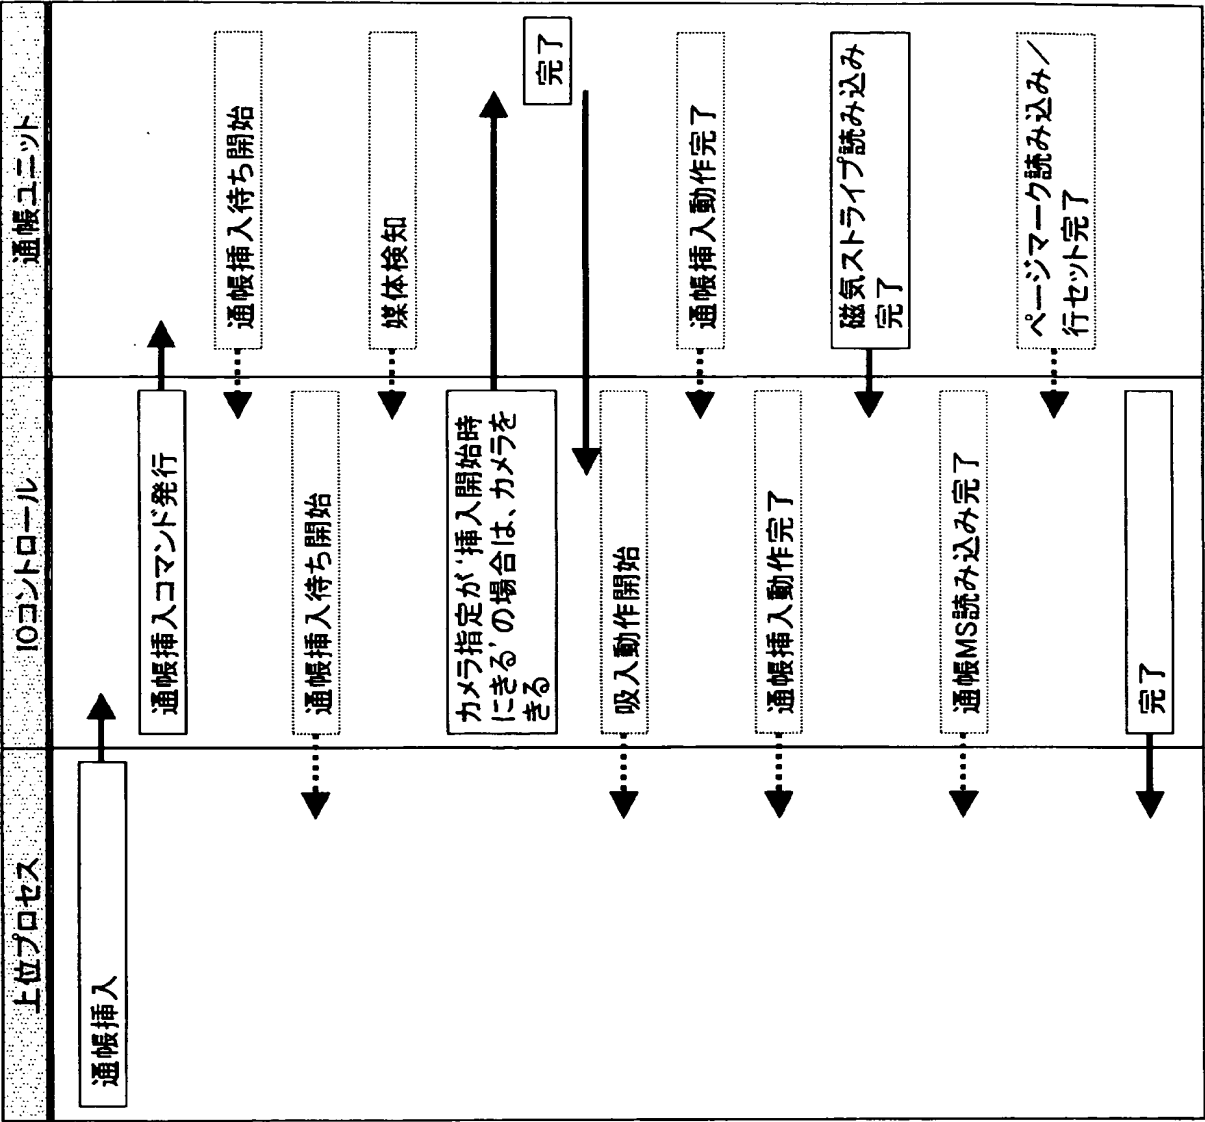 上位プロセス
IOコントロール
通帳ユニット
通帳挿入
通帳挿入コマンド発行
通帳挿入待ち開始
通帳挿入待ち開始
媒体検知
カメラ指定が‘挿入開始時
にきる’の場合は、カメラを
きる
完了
吸入動作開始
通帳挿入動作完了
通帳挿入動作完了
磁気ストライプ読み込み
完了
通帳MS読み込み完了
ページマーク読み込み／
行セット完了
完了